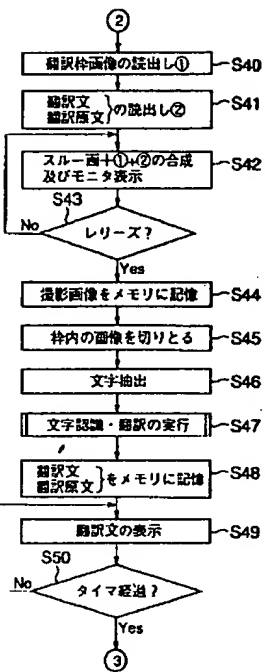 ②
翻訳枠画像の読出し① S40
翻訳文
翻訳原文
}の読出し② S41
スルー画+①+②の合成
及びモニタ表示 S42
S43
レリーズ?
No
Yes
撮影画像をメモリに記憶 S44
枠内の画像を切りとる S45
文字抽出 S46
文字認識・翻訳の実行 S47
翻訳文
翻訳原文
}をメモリに記憶 S48
翻訳文の表示 S49
S50
No
タイマ経過?
Yes
③